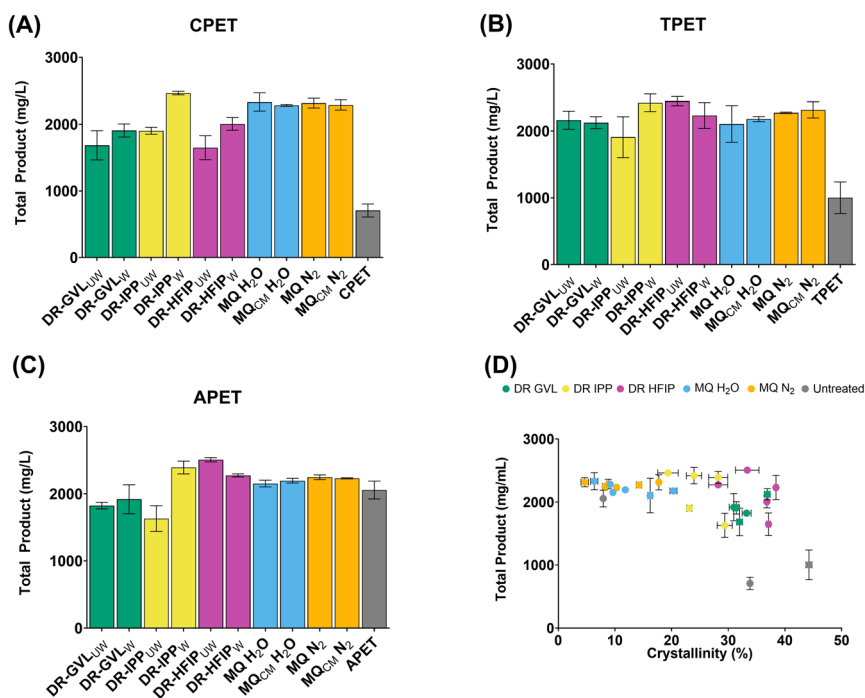 (A)
CPET
Total Product (mg/L)
3000
2000
1000
0
DR-GVLUW
DR-GVLW
DR-IPPUW
DR-IPPW
DR-HFIPUW
DR-HFIPW
MQ H2O
MQCM H2O
MQ N2
MQCM N2
CPET
(B)
TPET
Total Product (mg/L)
3000
2000
1000
0
DR-GVLUW
DR-GVLW
DR-IPPUW
DR-IPPW
DR-HFIPUW
DR-HFIPW
MQ H2O
MQCM H2O
MQ N2
MQCM N2
TPET
(C)
APET
Total Product (mg/L)
3000
2000
1000
0
DR-GVLUW
DR-GVLW
DR-IPPUW
DR-IPPW
DR-HFIPUW
DR-HFIPW
MQ H2O
MQCM H2O
MQ N2
MQCM N2
APET
(D)
DR GVL DR IPP DR HFIP MQ H2O MQ N2 Untreated
Total Product (mg/mL)
3000
2000
1000
0
0 10 20 30 40 50
Crystallinity (%)